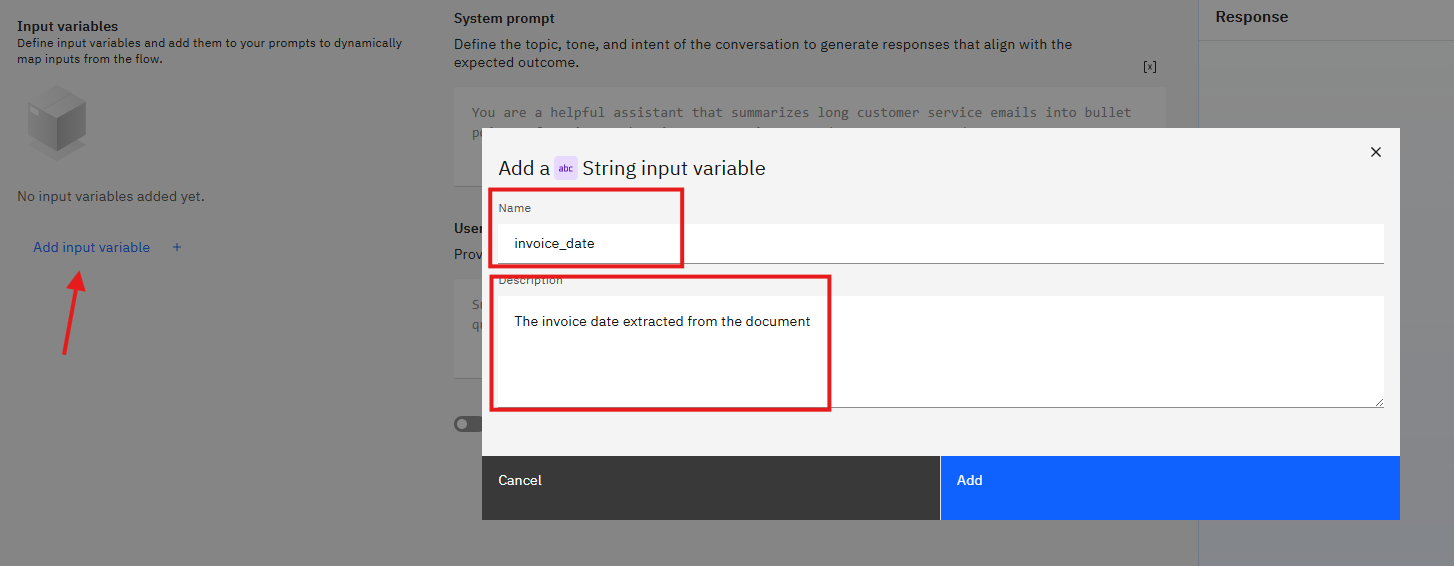 Input variables
Define input variables and add them to your prompts to dynamically
map inputs from the flow.
No input variables added yet.
Add input variable +
System prompt
Define the topic, tone, and intent of the conversation to generate responses that align with the
expected outcome.
[x]
You are a helpful assistant that summarizes long customer service emails into bullet
User
Prov
Response
Add a abc String input variable
Name
invoice_date
Description
The invoice date extracted from the document
Cancel
Add